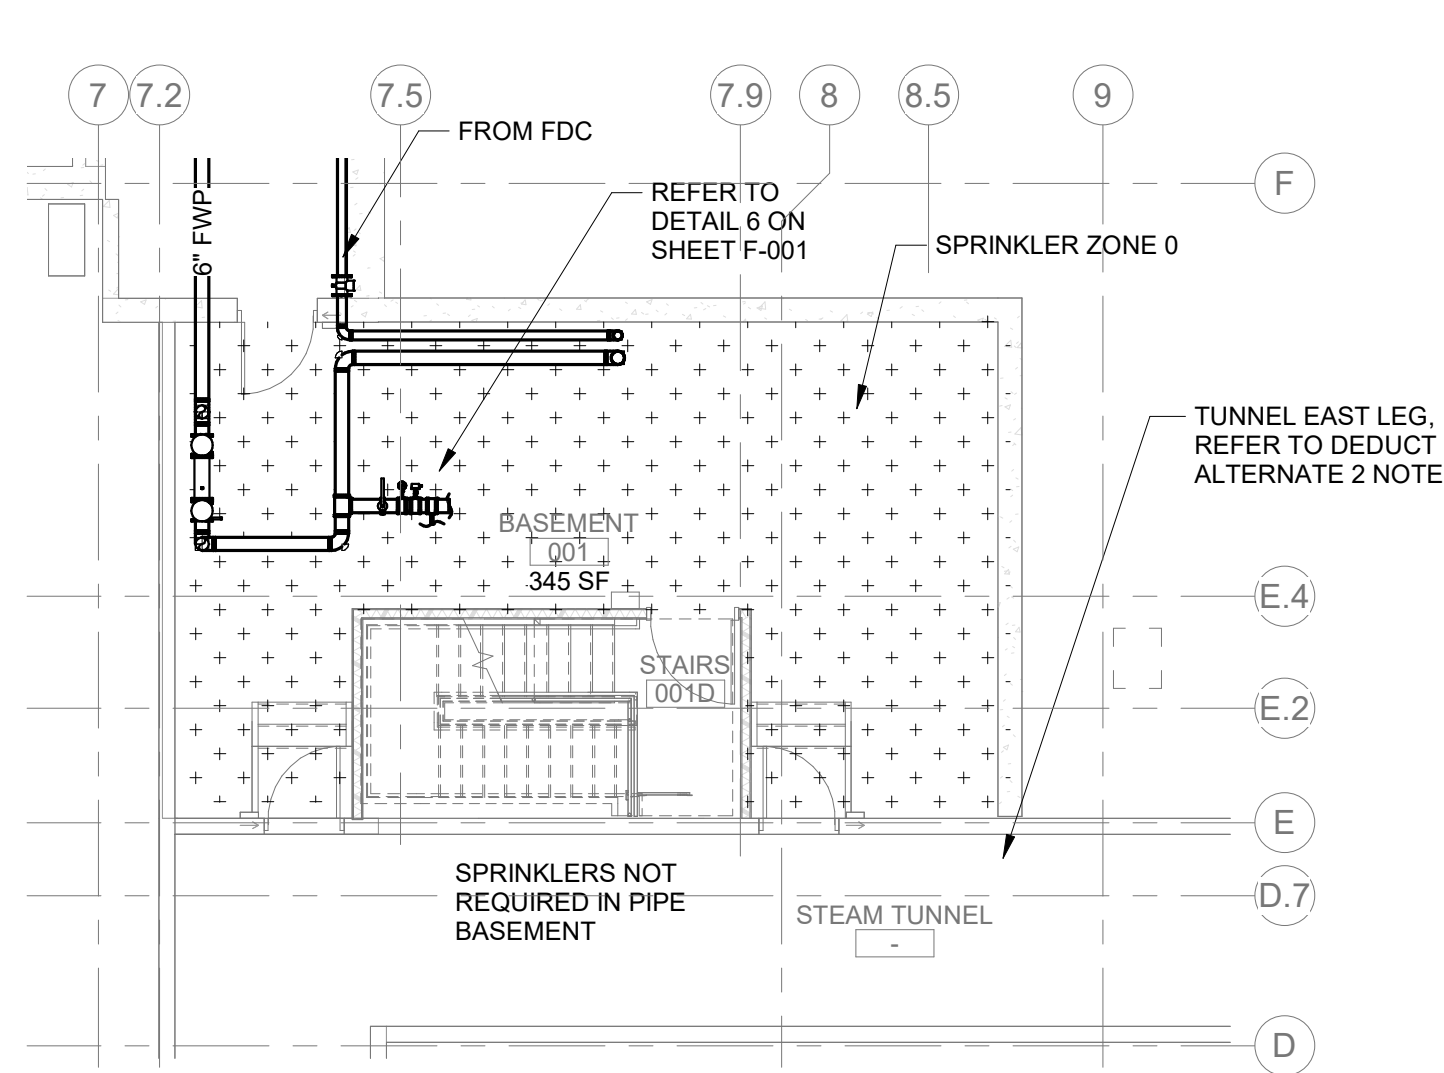 7
7.2
7.5
7.9
8
8.5
9
FROM FDC
F
6" FWP
REFER TO
DETAIL 6 ON
SHEET F-001
SPRINKLER ZONE 0
TUNNEL EAST LEG,
REFER TO DEDUCT
ALTERNATE 2 NOTE
BASEMENT
001
345 SF
E.4
STAIRS
001D
E.2
E
SPRINKLERS NOT
REQUIRED IN PIPE
BASEMENT
D.7
STEAM TUNNEL
-
D